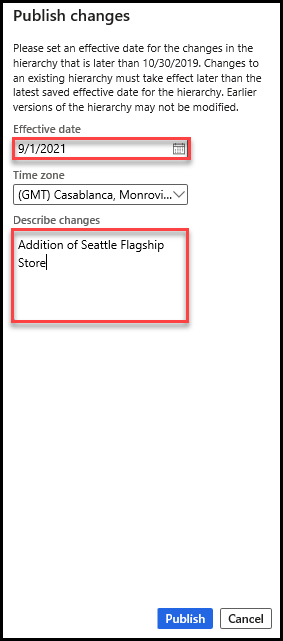 Publish changes
Please set an effective date for the changes in the
hierarchy that is later than 10/30/2019. Changes to
an existing hierarchy must take effect later than the
latest saved effective date for the hierarchy. Earlier
versions of the hierarchy may not be modified.
Effective date
9/1/2021
Time zone
(GMT) Casablanca, Monrovi...
Describe changes
Addition of Seattle Flagship
Store
Publish Cancel